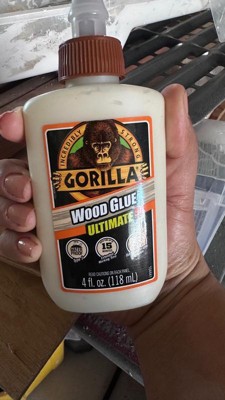 INCREDIBLY STRONG
GORILLA
WOOD GLUE
ULTIMATE
15
4 fl. oz. (118 mL)